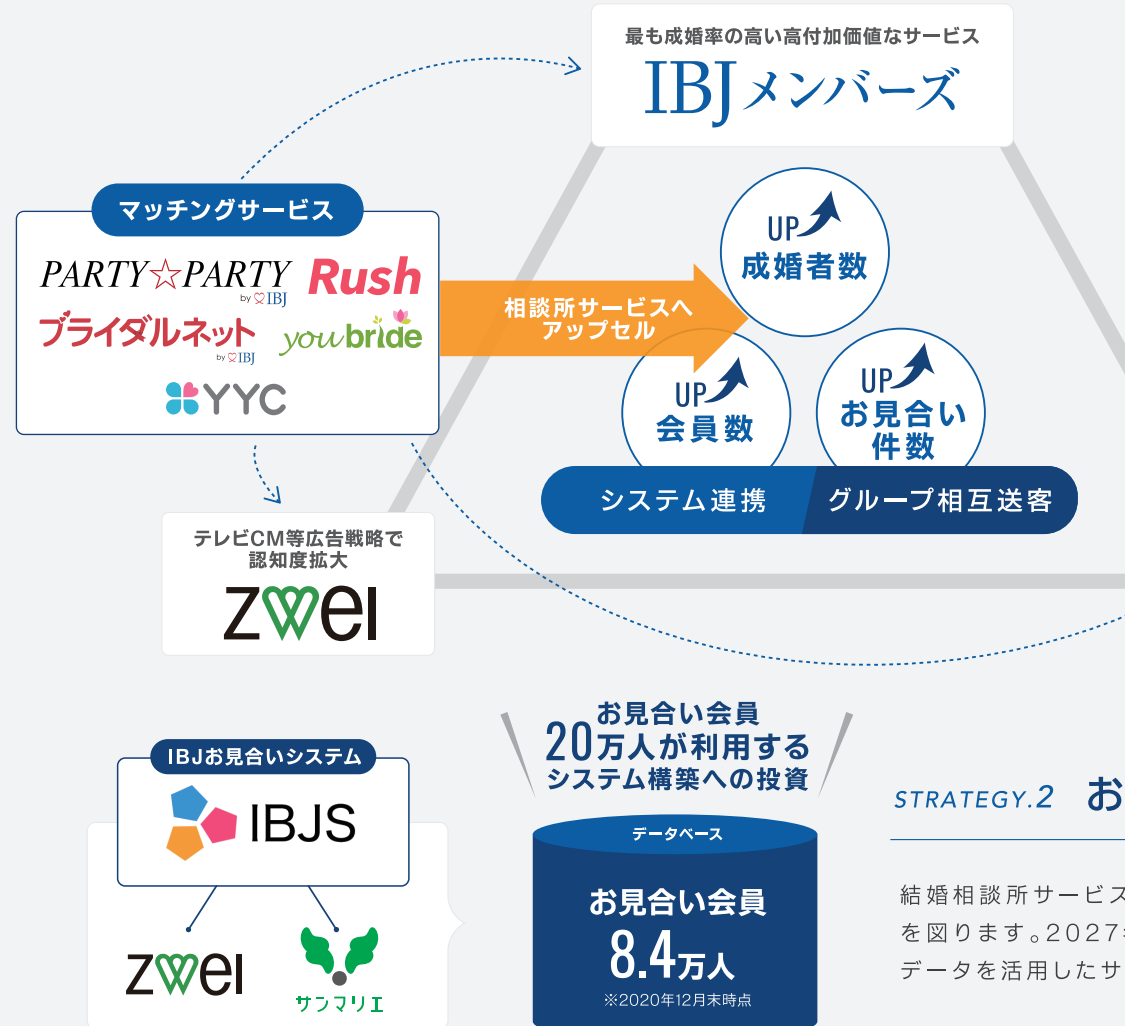 最も成婚率の高い高付加価値なサービス
IBJメンバーズ
マッチングサービス
PARTY☆PARTY
by IBJ
Rush
ブライダルネット
by IBJ
youbride
YYC
相談所サービスへ
アップセル
UP
成婚者数
UP
会員数
UP
お見合い
件数
システム連携
グループ相互送客
テレビCM等広告戦略で
認知度拡大
zwei
IBJお見合いシステム
IBJS
zwei
サンマリエ
お見合い会員
20万人が利用する
システム構築への投資
データベース
お見合い会員
8.4万人
※2020年12月末時点
STRATEGY.2 お
結婚相談所サービス
を図ります。2027
データを活用したサ